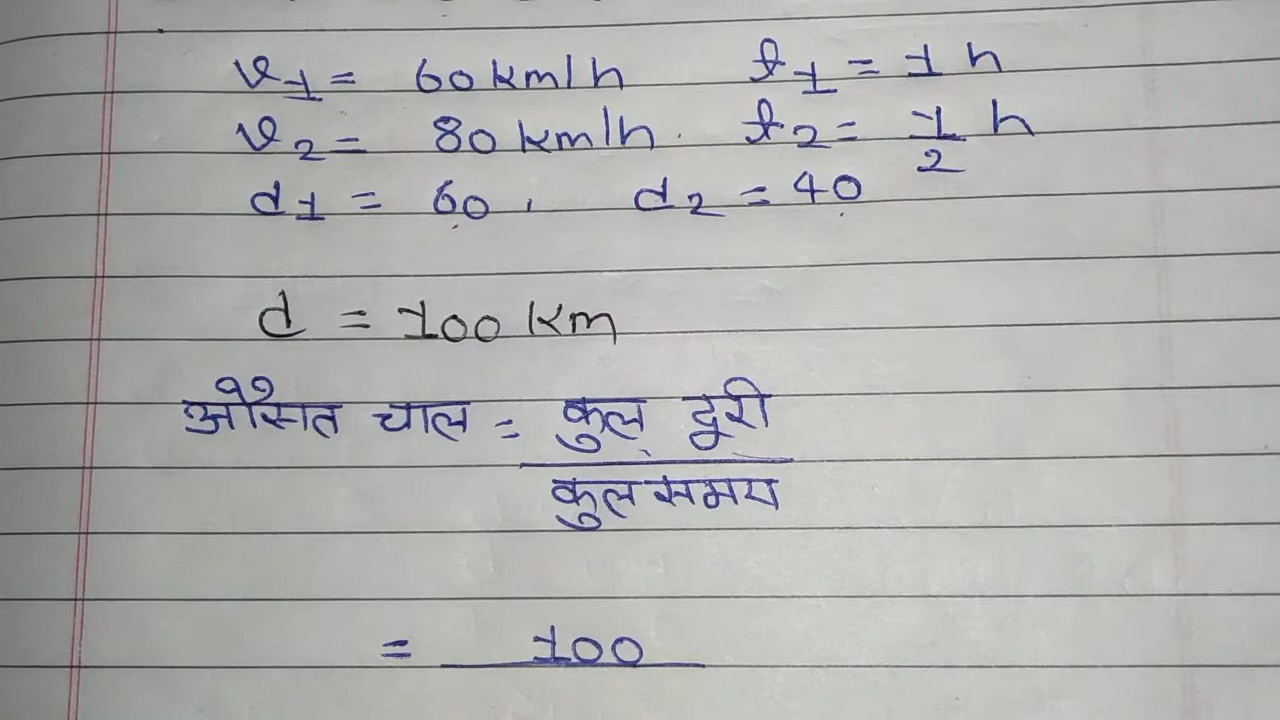 v1 = 60 km/h t1 = 1 h
v2 = 80 km/h. t2 = 1/2 h
d1 = 60, d2 = 40
d = 100 km
औसत चाल = कुल दूरी
कुल समय
= 100